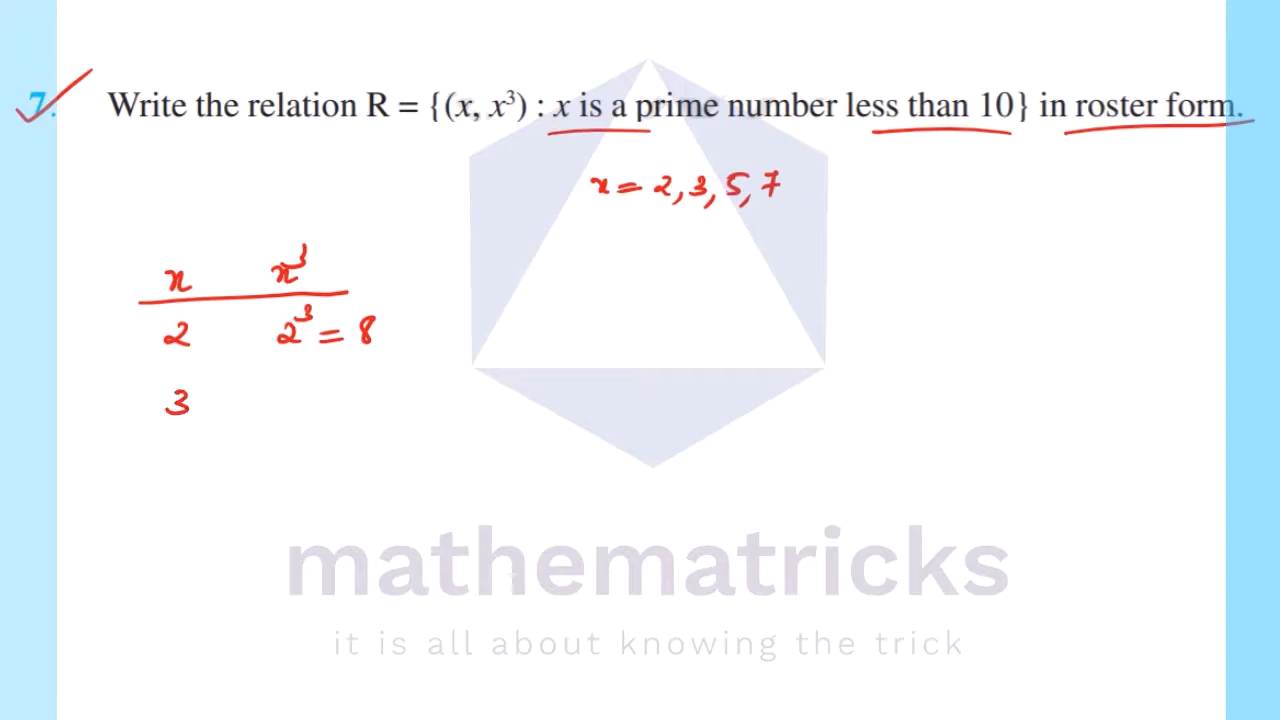 7. Write the relation R = {(x, x³) : x is a prime number less than 10} in roster form.
x = 2, 3, 5, 7
x x³
2 2³ = 8
3
mathematricks
it is all about knowing the trick